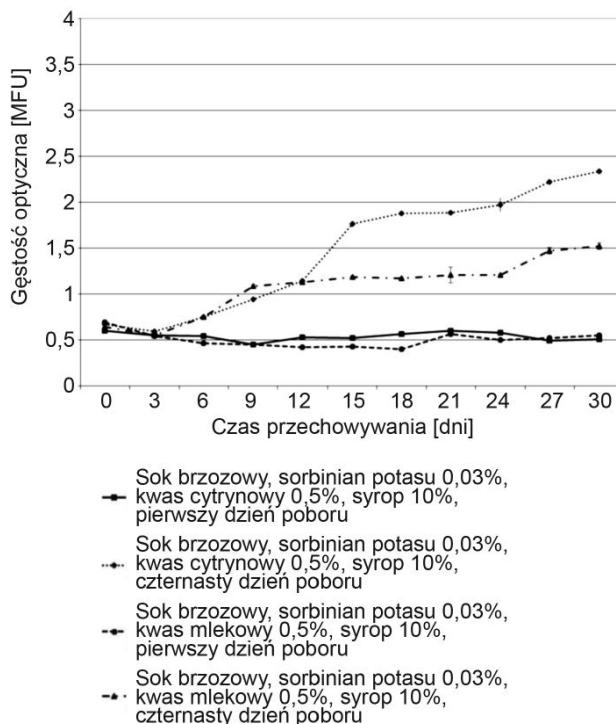 4
3,5
3
2,5
2
1,5
1
0,5
0
Gęstość optyczna [MFU]
0 3 6 9 12 15 18 21 24 27 30
Czas przechowywania [dni]
Sok brzozowy, sorbinian potasu 0,03%,
kwas cytrynowy 0,5%, syrop 10%,
pierwszy dzień poboru
Sok brzozowy, sorbinian potasu 0,03%,
kwas cytrynowy 0,5%, syrop 10%,
czternasty dzień poboru
Sok brzozowy, sorbinian potasu 0,03%,
kwas mlekowy 0,5%, syrop 10%,
pierwszy dzień poboru
Sok brzozowy, sorbinian potasu 0,03%,
kwas mlekowy 0,5%, syrop 10%,
czternasty dzień poboru